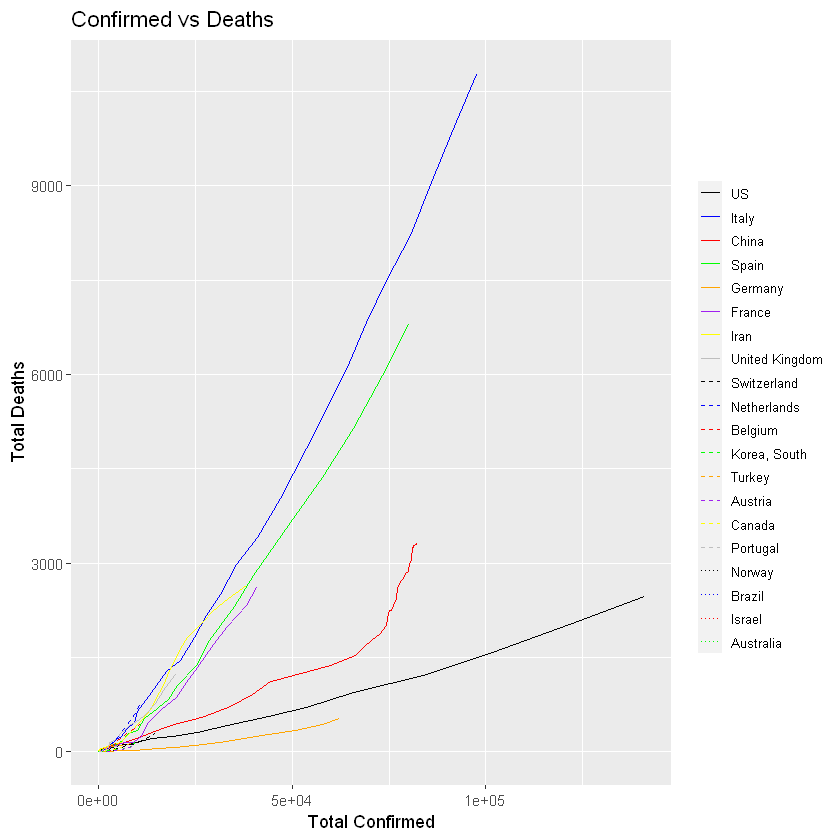 Confirmed vs Deaths
9000
6000
3000
0
Total Deaths
0e+00
5e+04
1e+05
Total Confirmed
US
Italy
China
Spain
Germany
France
Iran
United Kingdom
Switzerland
Netherlands
Belgium
Korea, South
Turkey
Austria
Canada
Portugal
Norway
Brazil
Israel
Australia